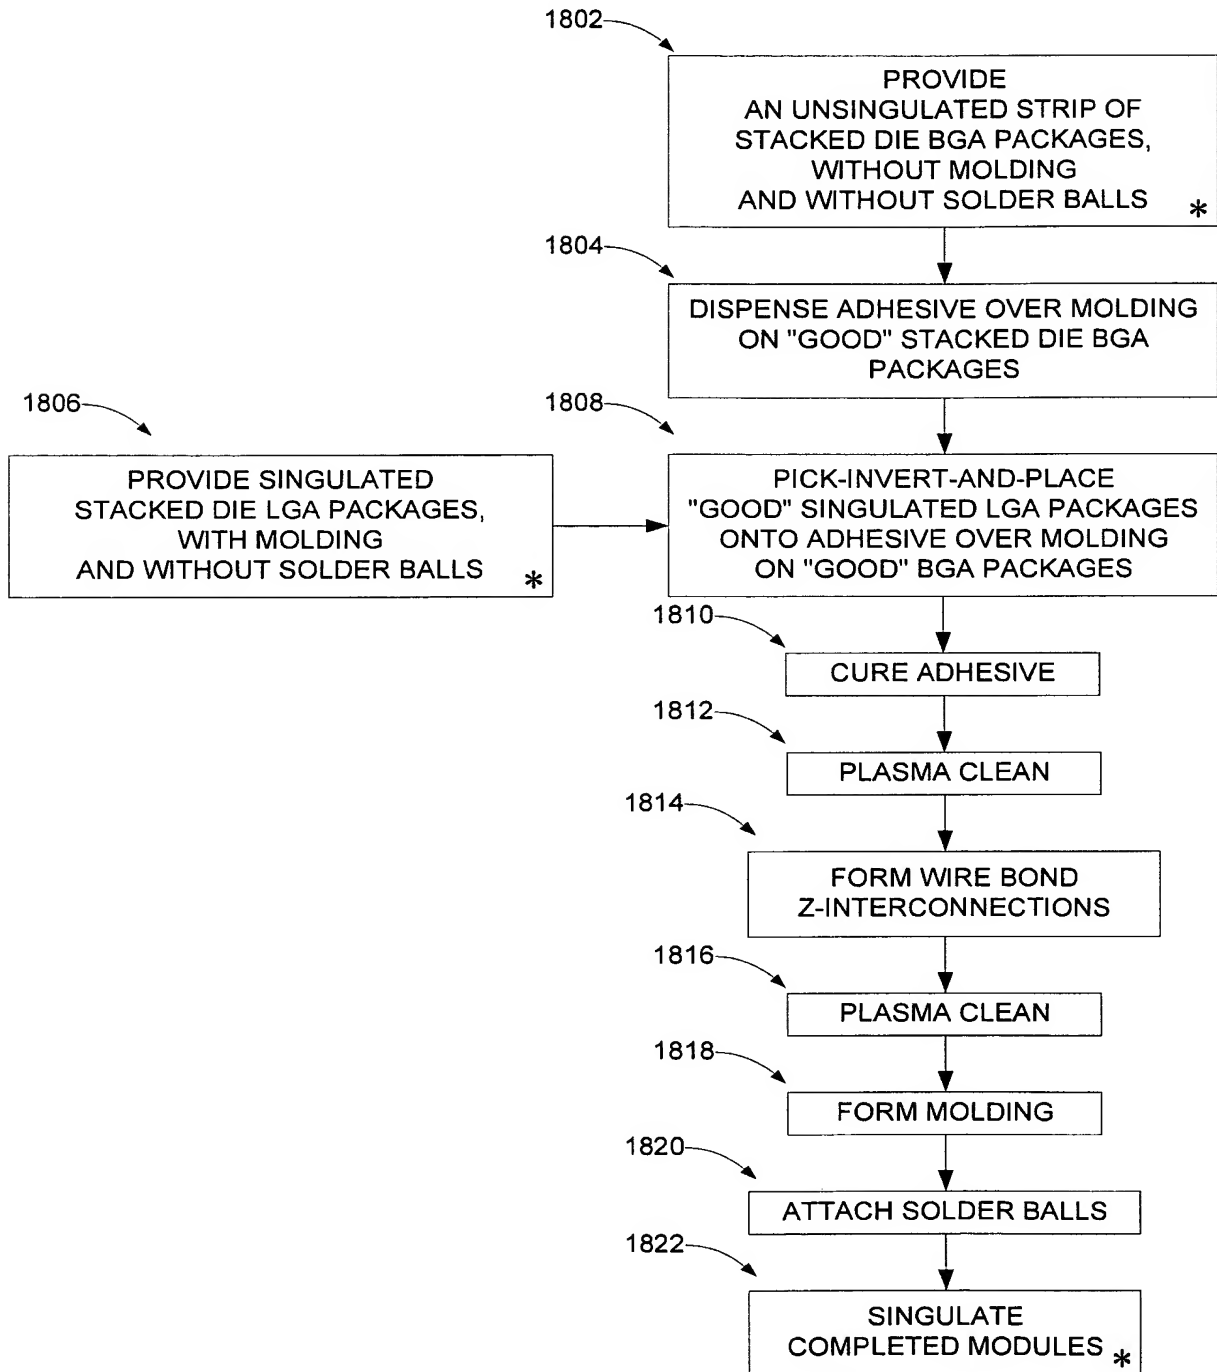 1802
PROVIDE
AN UNSINGULATED STRIP OF
STACKED DIE BGA PACKAGES,
WITHOUT MOLDING
AND WITHOUT SOLDER BALLS *
1804
DISPENSE ADHESIVE OVER MOLDING
ON "GOOD" STACKED DIE BGA
PACKAGES
1806
PROVIDE SINGULATED
STACKED DIE LGA PACKAGES,
WITH MOLDING
AND WITHOUT SOLDER BALLS *
1808
PICK-INVERT-AND-PLACE
"GOOD" SINGULATED LGA PACKAGES
ONTO ADHESIVE OVER MOLDING
ON "GOOD" BGA PACKAGES
1810
CURE ADHESIVE
1812
PLASMA CLEAN
1814
FORM WIRE BOND
Z-INTERCONNECTIONS
1816
PLASMA CLEAN
1818
FORM MOLDING
1820
ATTACH SOLDER BALLS
1822
SINGULATE
COMPLETED MODULES *